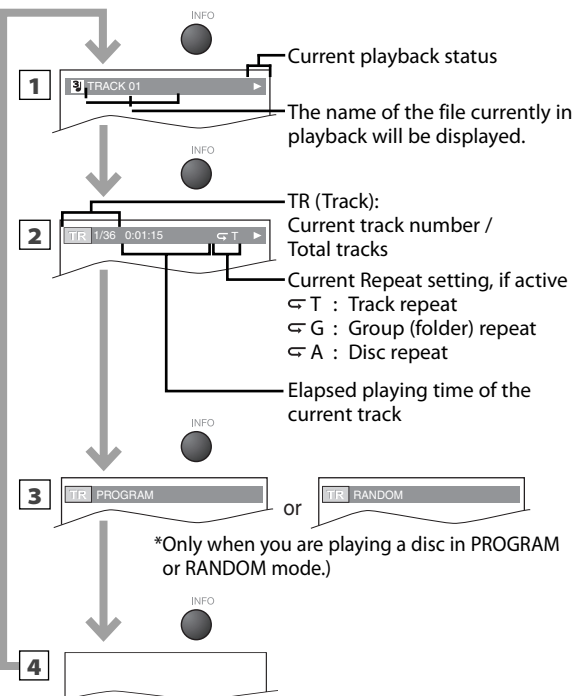 INFO
Current playback status
1
TRACK 01
The name of the file currently in
playback will be displayed.
INFO
TR (Track):
Current track number /
Total tracks
2
TR 1/36 0:01:15 T
Current Repeat setting, if active
T : Track repeat
G : Group (folder) repeat
A : Disc repeat
Elapsed playing time of the
current track
INFO
3
TR PROGRAM
or
TR RANDOM
*Only when you are playing a disc in PROGRAM
or RANDOM mode.)
INFO
4